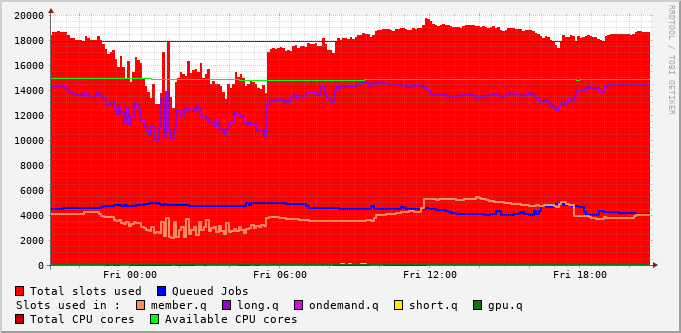 20000
18000
16000
14000
12000
10000
8000
6000
4000
2000
0
Fri 00:00 Fri 06:00 Fri 12:00 Fri 18:00
RRDTOOL / TOBI OETIKER
Total slots used Queued Jobs
Slots used in : member.q long.q ondemand.q short.q gpu.q
Total CPU cores Available CPU cores